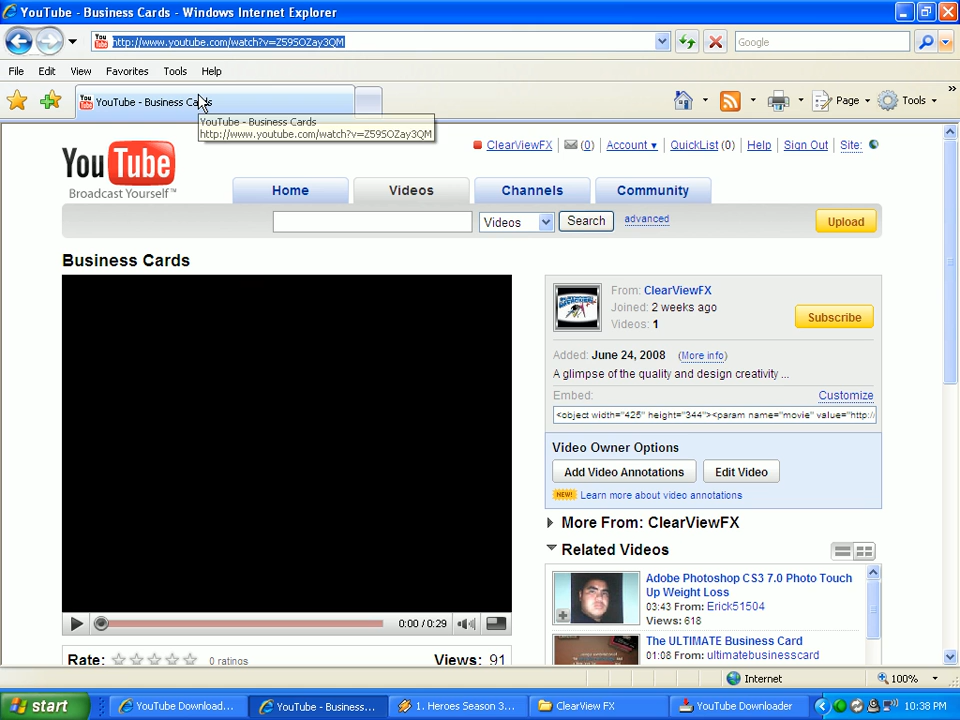 YouTube - Business Cards - Windows Internet Explorer
http://www.youtube.com/watch?v=Z59SOZay3QM
Google
File Edit View Favorites Tools Help
YouTube - Business Cards
Page Tools
YouTube - Business Cards
http://www.youtube.com/watch?v=Z59SOZay3QM
YouTube
Broadcast Yourself™
ClearViewFX (0) Account QuickList (0) Help Sign Out Site:
Home Videos Channels Community
Videos Search advanced Upload
Business Cards
From: ClearViewFX
Joined: 2 weeks ago
Videos: 1
Subscribe
Added: June 24, 2008 (More info)
A glimpse of the quality and design creativity ...
Embed: Customize
<object width="425" height="344"><param name="movie" value="http:/
Video Owner Options
Add Video Annotations Edit Video
NEW! Learn more about video annotations
More From: ClearViewFX
Related Videos
Adobe Photoshop CS3 7.0 Photo Touch
Up Weight Loss
03:43 From: Erick51504
Views: 618
The ULTIMATE Business Card
01:08 From: ultimatebusinesscard
0:00 / 0:29
Rate: 0 ratings Views: 91
Internet 100%
start YouTube Download... YouTube - Business... 1. Heroes Season 3... ClearView FX YouTube Downloader 10:38 PM